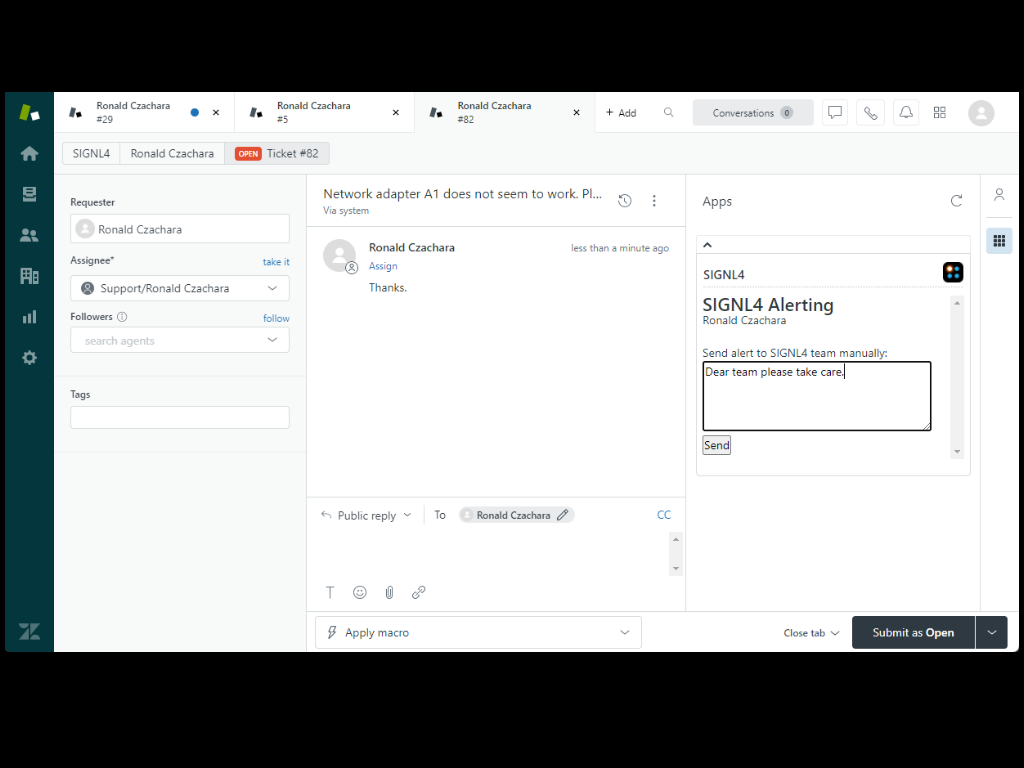 Ronald Czachara
#29
Ronald Czachara
#5
Ronald Czachara
#82
+ Add
Conversations 0
SIGNL4
Ronald Czachara
OPEN Ticket #82
Requester
Ronald Czachara
Assignee* take it
Support/Ronald Czachara
Followers follow
search agents
Tags
Network adapter A1 does not seem to work. Pl...
Via system
Ronald Czachara less than a minute ago
Assign
Thanks.
Public reply To Ronald Czachara CC
Apply macro
Close tab
Submit as Open
Apps
SIGNL4
SIGNL4 Alerting
Ronald Czachara
Send alert to SIGNL4 team manually:
Dear team please take care.
Send